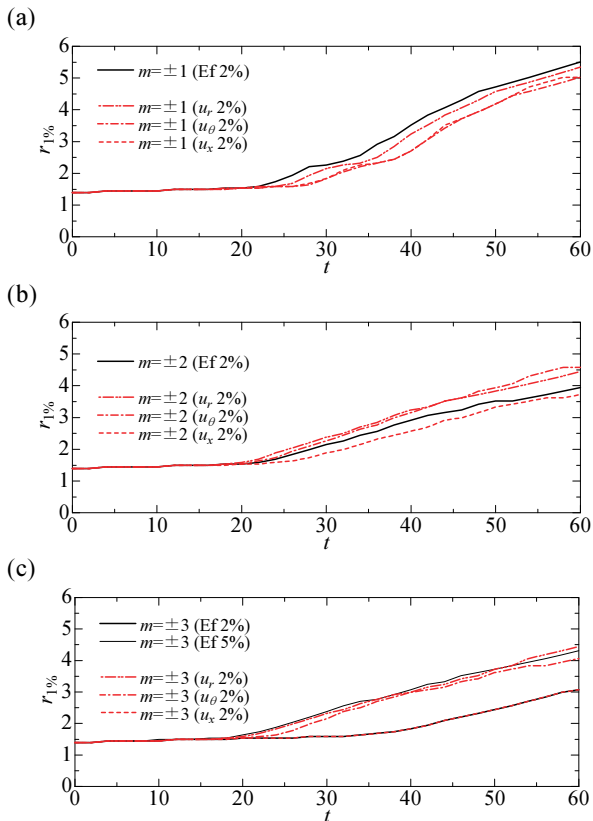 (a)
6
5
4
3
2
1
0
r1%
m=±1 (Ef 2%)
m=±1 (ur 2%)
m=±1 (uθ 2%)
m=±1 (ux 2%)
0 10 20 30 40 50 60
t
(b)
6
5
4
3
2
1
0
r1%
m=±2 (Ef 2%)
m=±2 (ur 2%)
m=±2 (uθ 2%)
m=±2 (ux 2%)
0 10 20 30 40 50 60
t
(c)
6
5
4
3
2
1
0
r1%
m=±3 (Ef 2%)
m=±3 (Ef 5%)
m=±3 (ur 2%)
m=±3 (uθ 2%)
m=±3 (ux 2%)
0 10 20 30 40 50 60
t